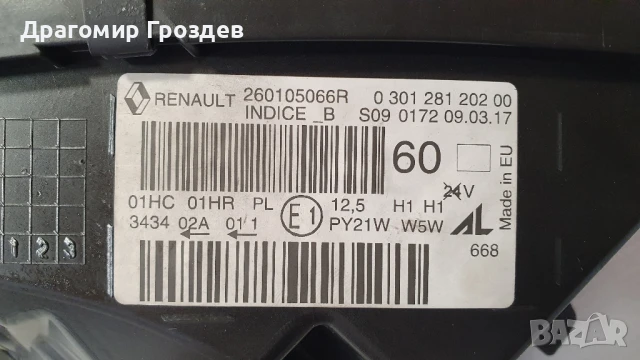 Драгомир Гроздев
RENAULT 260105066R 0 301 281 202 00
INDICE _B S09 0172 09.03.17
60
01HC 01HR PL E1 12,5 H1 H1 24V
3434 02A 01 1 PY21W W5W AL
668
Made in EU
1 2 3
BAZAR